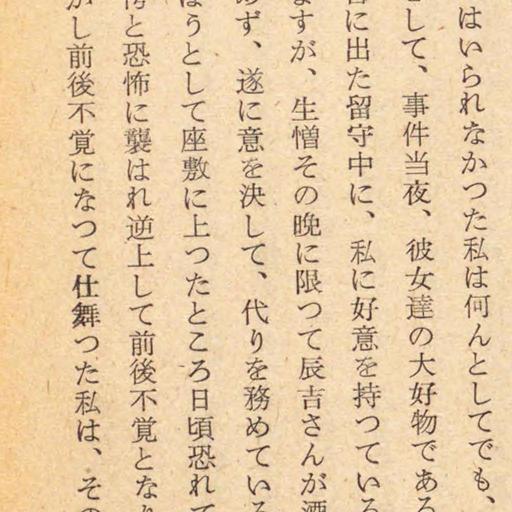 はいられなかつた私は何んとしてでも、
して、事件当夜、彼女達の大好物である
に出た留守中に、私に好意を持つている
ますが、生憎その晩に限つて辰吉さんが酒
めず、遂に意を決して、代りを務めている
ほうとして座敷に上つたところ日頃恐れて
と恐怖に襲はれ逆上して前後不覚となり
かし前後不覚になつて仕舞つた私は、その